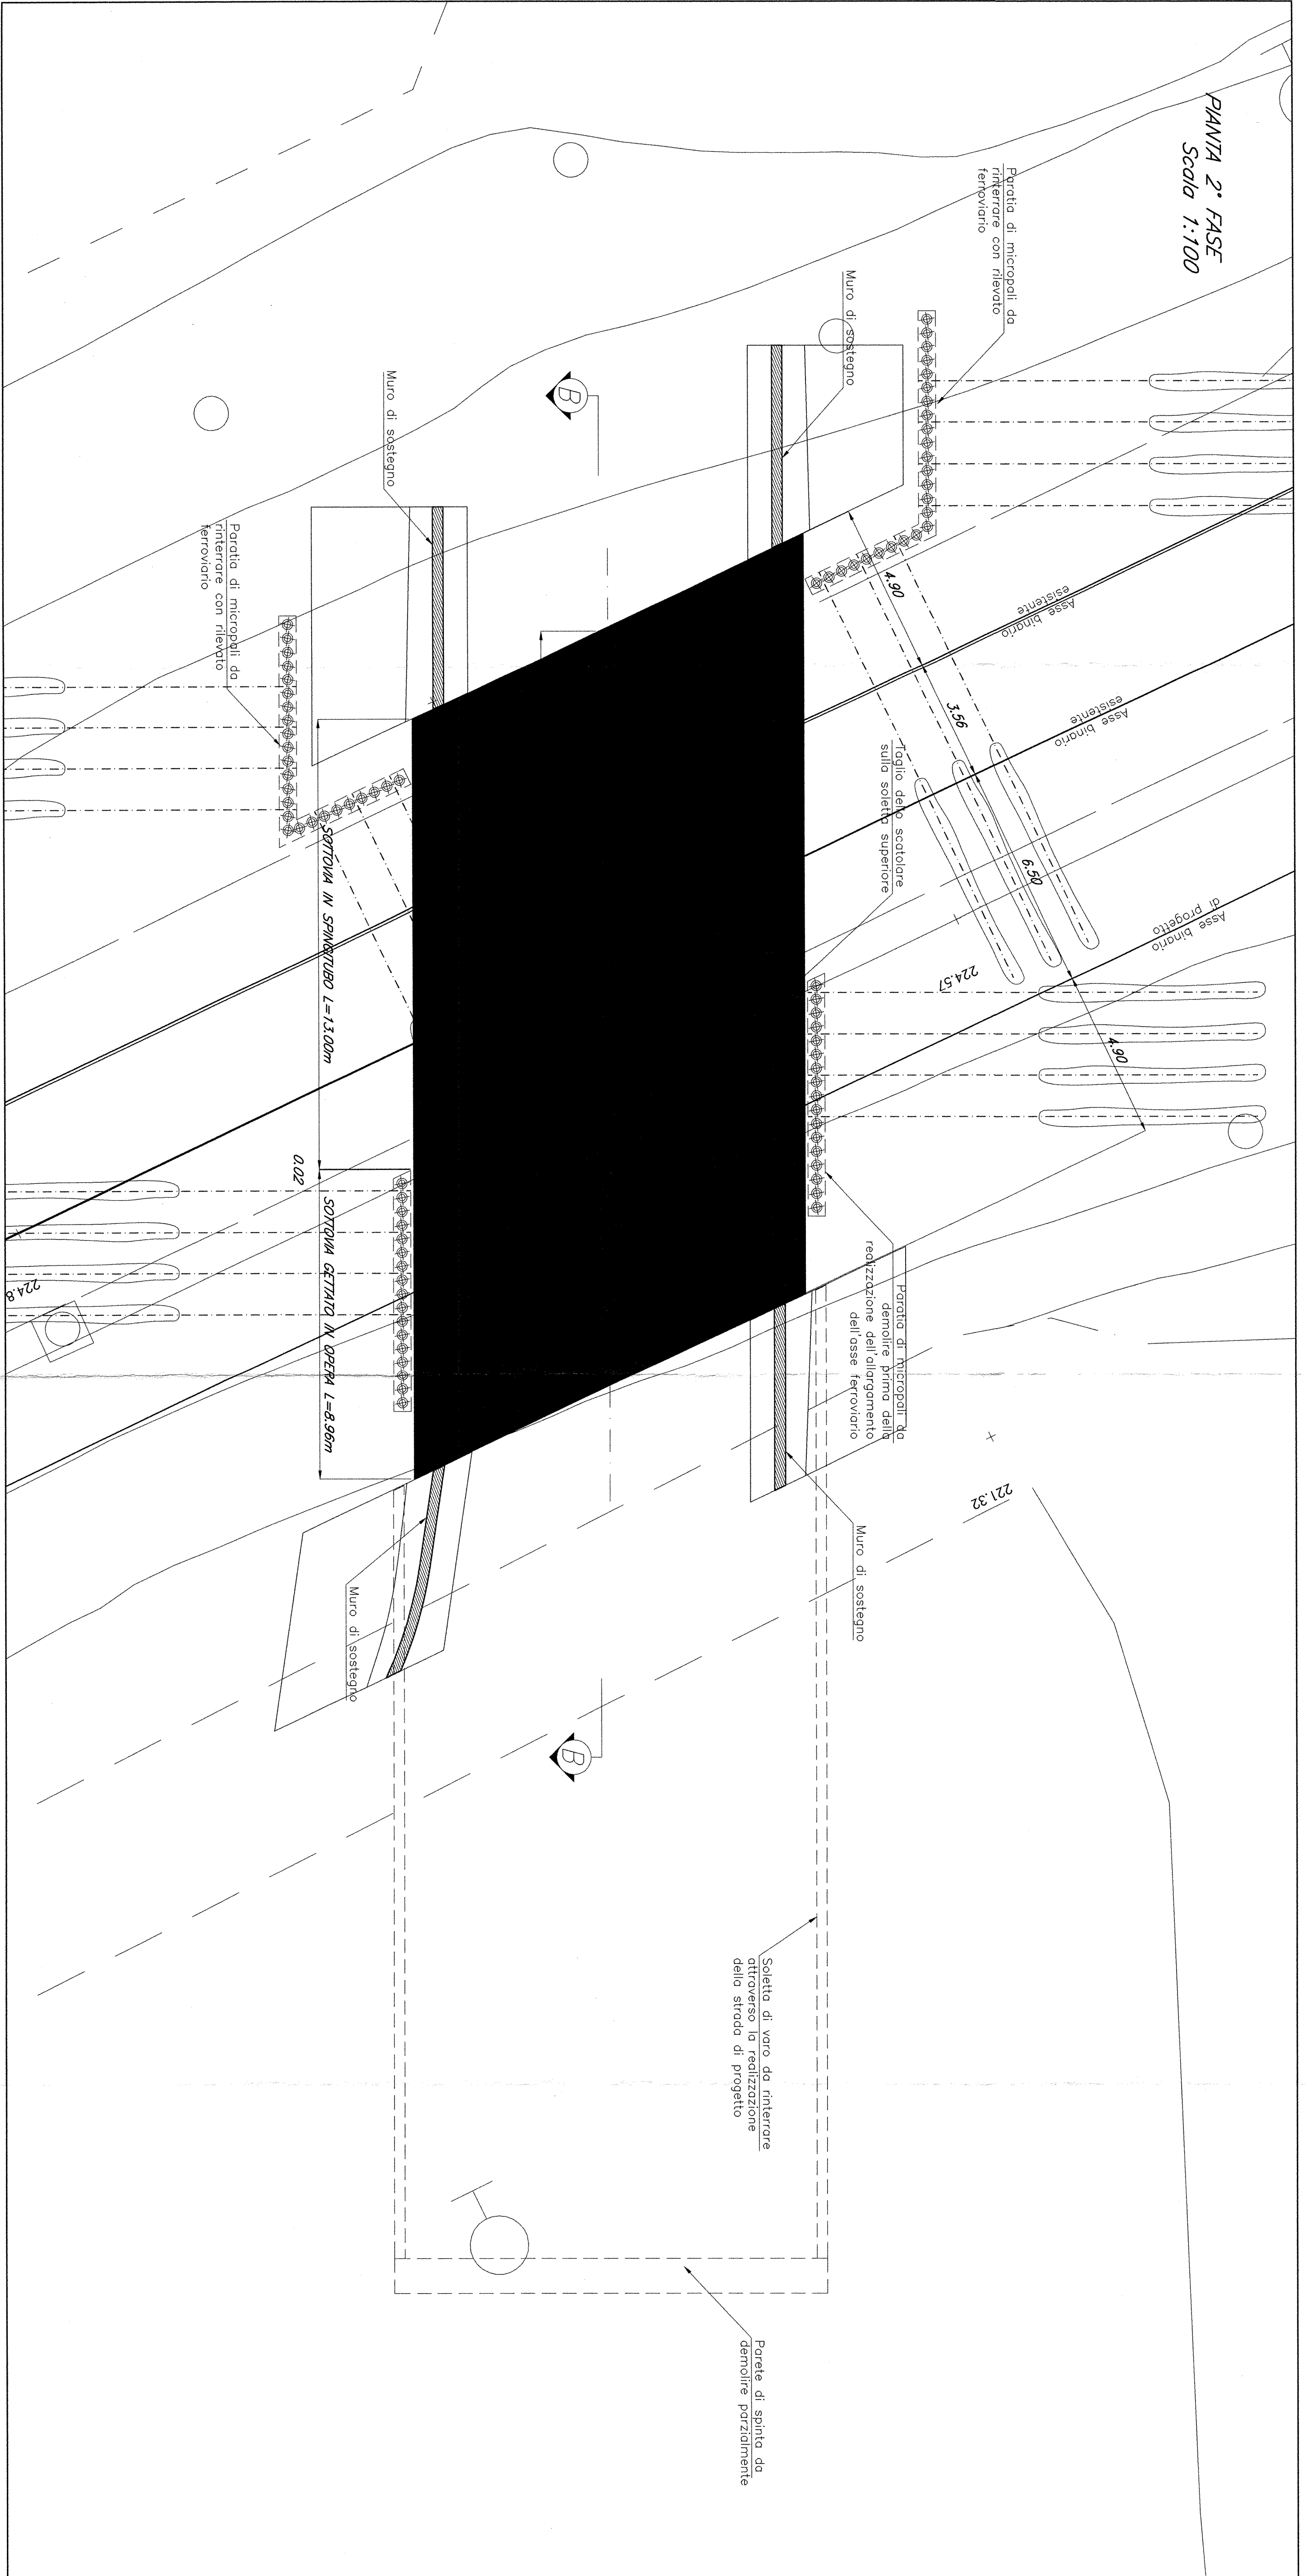 PIANTA 2° FASE
Scala 1:100
Paratia di micropali da
rinterrare con rilevato
ferroviario
Muro di sostegno
B
Muro di sostegno
Paratia di micropali da
rinterrare con rilevato
ferroviario
4.90
3.56
6.50
4.90
Asse binario
esistente
Asse binario
esistente
Asse binario
di progetto
Taglio dello scatolare
sulla soletta superiore
224.57
SOTTOVIA IN SPINGITUBO L=13.00m
0.02
SOTTOVIA GETTATO IN OPERA L=8.96m
224.8
Paratia di micropali da
demolire prima della
realizzazione dell'allargamento
dell'asse ferroviario
221.32
Muro di sostegno
Muro di sostegno
B
Soletta di varo da rinterrare
attraverso la realizzazione
della strada di progetto
Parete di spinta da
demolire parzialmente